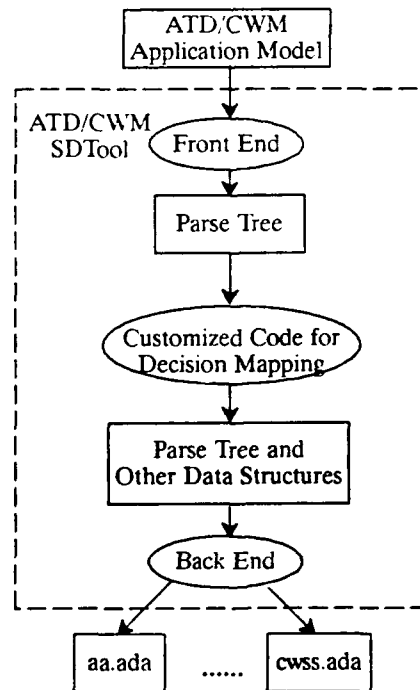 ATD/CWM
Application Model
ATD/CWM
SDTool
Front End
Parse Tree
Customized Code for
Decision Mapping
Parse Tree and
Other Data Structures
Back End
aa.ada
......
cwss.ada